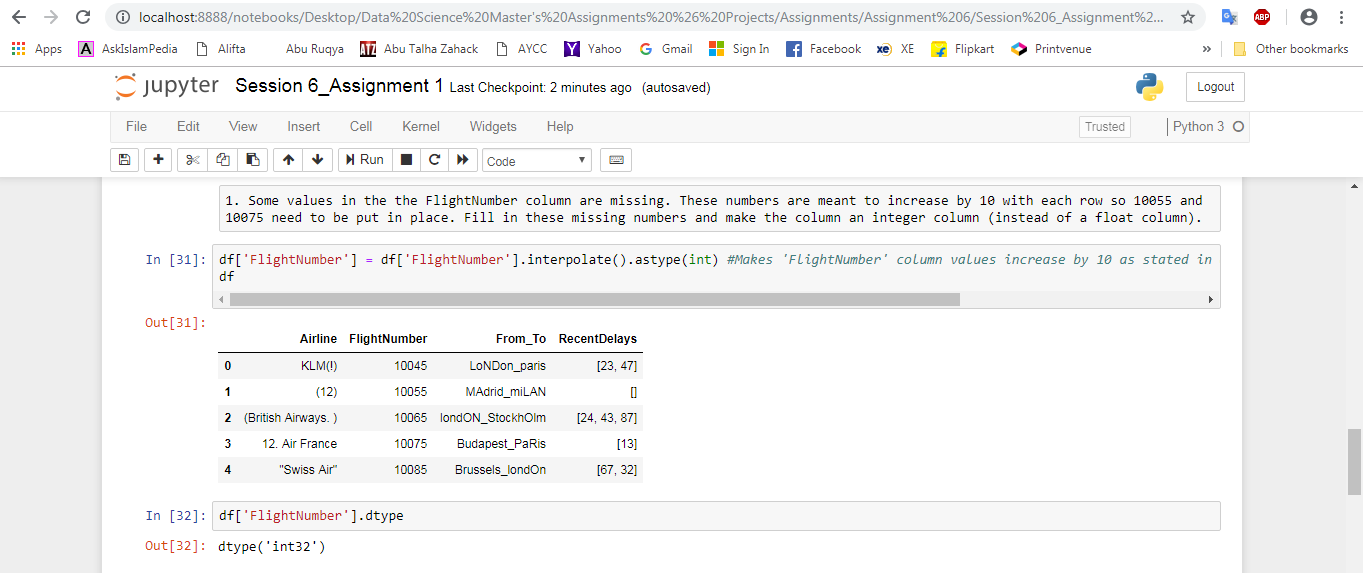 localhost:8888/notebooks/Desktop/Data%20Science%20Master's%20Assignments%20%26%20Projects/Assignments/Assignment%206/Session%206_Assignment%2...
ABP
Apps A AskIslamPedia Alifta Abu Ruqya ATZ Abu Talha Zahack AYCC Y Yahoo G Gmail Sign In f Facebook xe XE f Flipkart Printvenue » Other bookmarks
jupyter Session 6_Assignment 1 Last Checkpoint: 2 minutes ago (autosaved) Logout
File Edit View Insert Cell Kernel Widgets Help Trusted Python 3
Run Code
1. Some values in the the FlightNumber column are missing. These numbers are meant to increase by 10 with each row so 10055 and
10075 need to be put in place. Fill in these missing numbers and make the column an integer column (instead of a float column).
In [31]: df['FlightNumber'] = df['FlightNumber'].interpolate().astype(int) #Makes 'FlightNumber' column values increase by 10 as stated in
df
Out[31]:
Airline FlightNumber From_To RecentDelays
0 KLM(!) 10045 LoNDon_paris [23, 47]
1 (12) 10055 MAdrid_miLAN []
2 (British Airways. ) 10065 londON_StockhOlm [24, 43, 87]
3 12. Air France 10075 Budapest_PaRis [13]
4 "Swiss Air" 10085 Brussels_londOn [67, 32]
In [32]: df['FlightNumber'].dtype
Out[32]: dtype('int32')